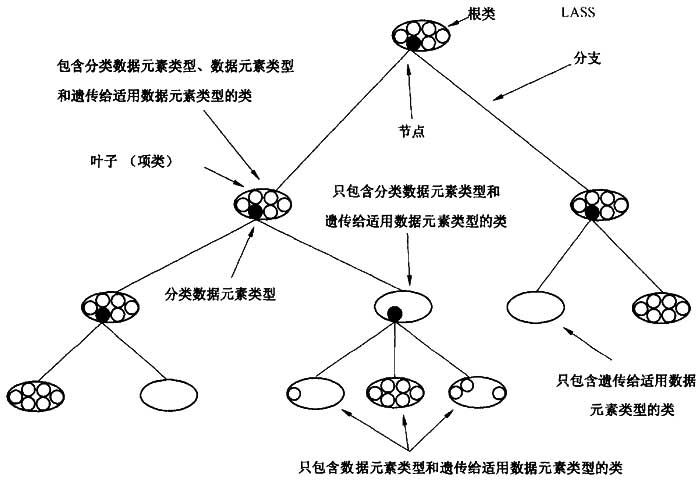 根类
LASS
包含分类数据元素类型、数据元素类型
和遗传给适用数据元素类型的类
分支
节点
叶子 (项类)
只包含分类数据元素类型和
遗传给适用数据元素类型的类
分类数据元素类型
只包含遗传给适用数据
元素类型的类
只包含数据元素类型和遗传给适用数据元素类型的类